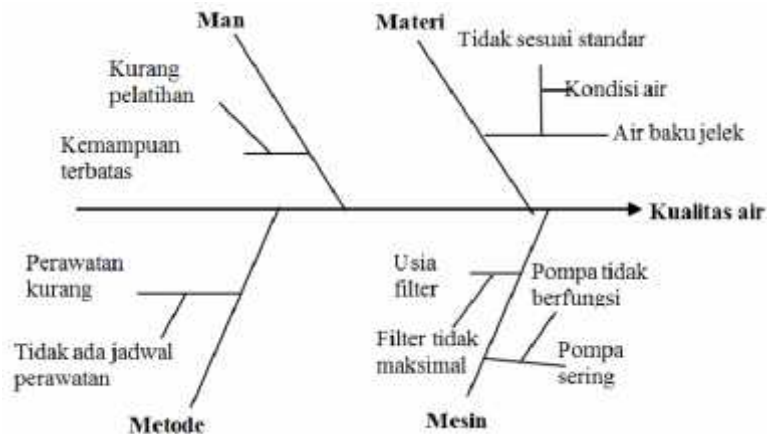 Man
Materi
Tidak sesuai standar
Kurang
pelatihan
Kondisi air
Air baku jelek
Kemampuan
terbatas
Kualitas air
Perawatan
kurang
Usia
filter
Pompa tidak
berfungsi
Tidak ada jadwal
perawatan
Filter tidak
maksimal
Pompa
sering
Metode
Mesin